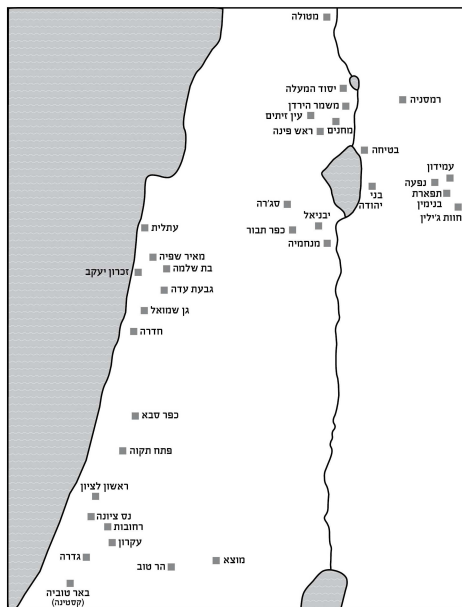 מטולה
יסוד המעלה
רמסניה
משמר הירדן
עין זיתים
מחנים
ראש פינה
בטיחה
עמידון
נפעה
תפארת
בנימין
בני
יהודה
חוות ג'ילין
סג'רה
יבניאל
כפר תבור
מנחמיה
עתלית
מאיר שפיה
בת שלמה
זכרון יעקב
גבעת עדה
גן שמואל
חדרה
כפר סבא
פתח תקוה
ראשון לציון
נס ציונה
רחובות
עקרון
גדרה
מוצא
הר טוב
באר טוביה
(קסטינה)